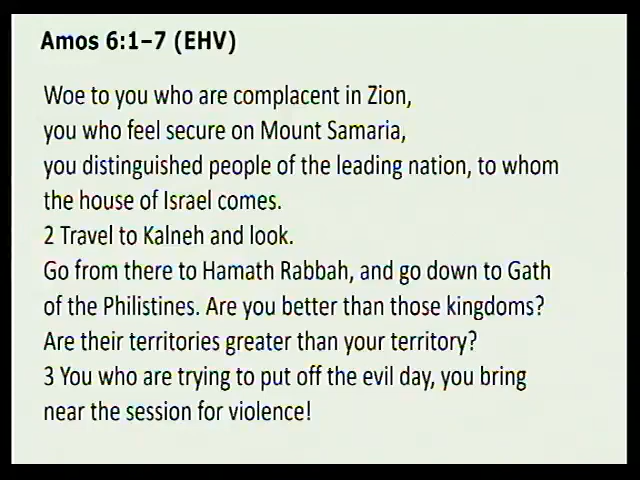 Amos 6:1–7 (EHV)
Woe to you who are complacent in Zion,
you who feel secure on Mount Samaria,
you distinguished people of the leading nation, to whom
the house of Israel comes.
2 Travel to Kalneh and look.
Go from there to Hamath Rabbah, and go down to Gath
of the Philistines. Are you better than those kingdoms?
Are their territories greater than your territory?
3 You who are trying to put off the evil day, you bring
near the session for violence!